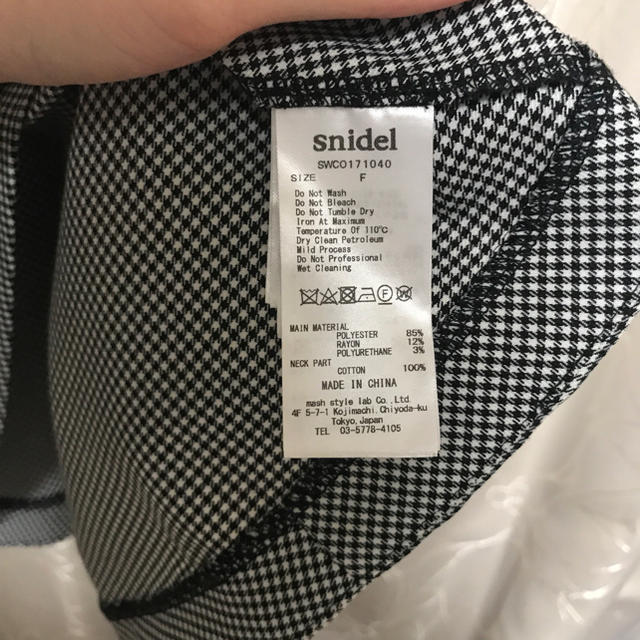 snidel
SWCO171040
SIZE F
Do Not Wash
Do Not Bleach
Do Not Tumble Dry
Iron At Maximum
Temperature Of 110℃
Dry Clean Petroleum
Mild Process
Do Not Professional
Wet Cleaning
MAIN MATERIAL
POLYESTER 85%
RAYON 12%
POLYURETHANE 3%
NECK PART
COTTON 100%
MADE IN CHINA
mash style lab Co.,Ltd.
4F 5-7-1 Kojimachi.Chiyoda-ku
Tokyo,Japan
TEL 03-5778-4105